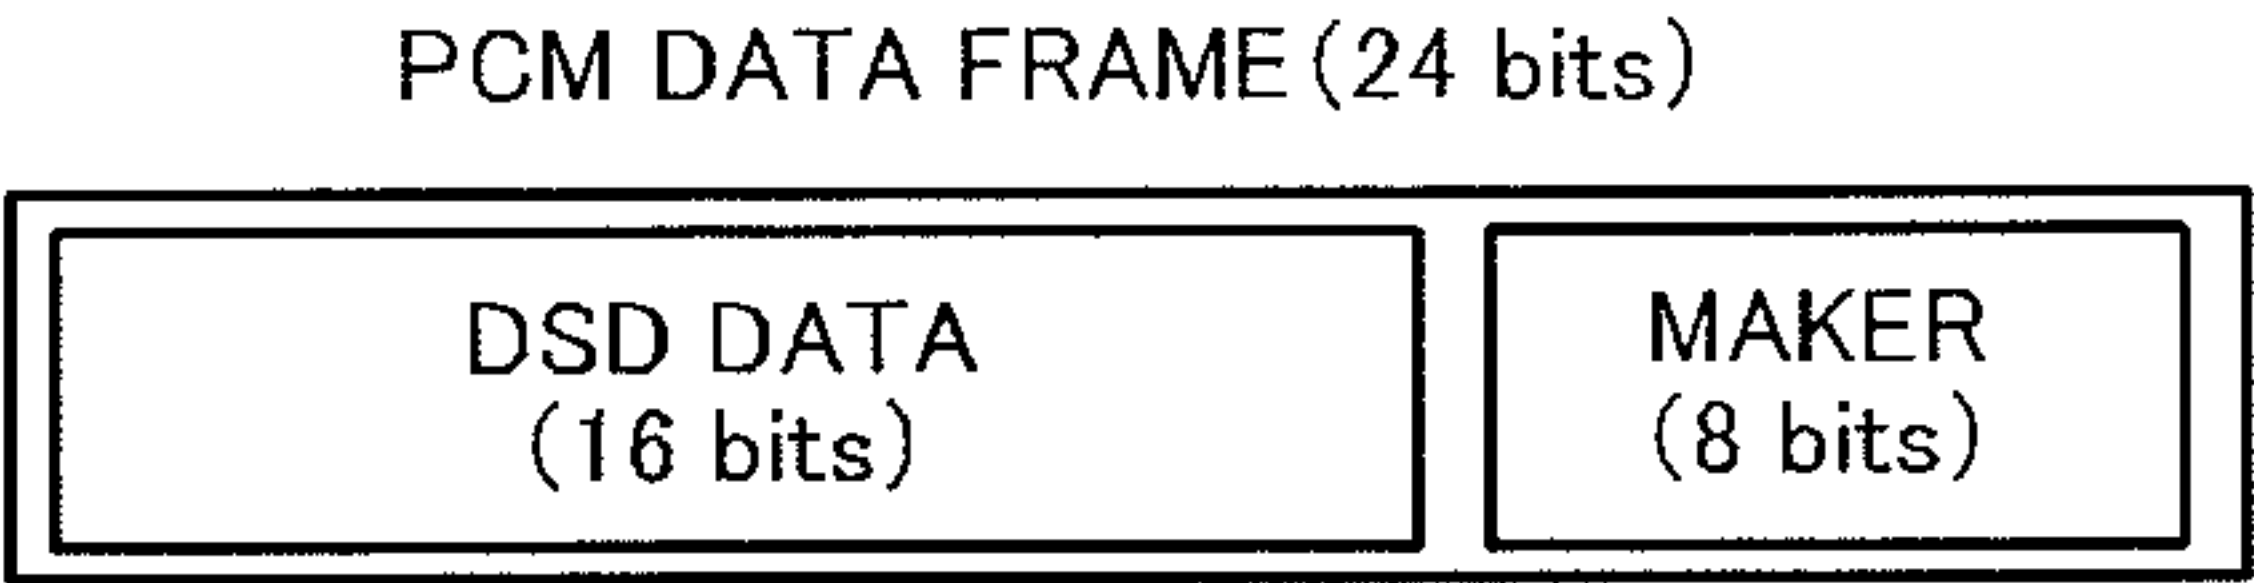 PCM DATA FRAME(24 bits)
DSD DATA
(16 bits)
MAKER
(8 bits)